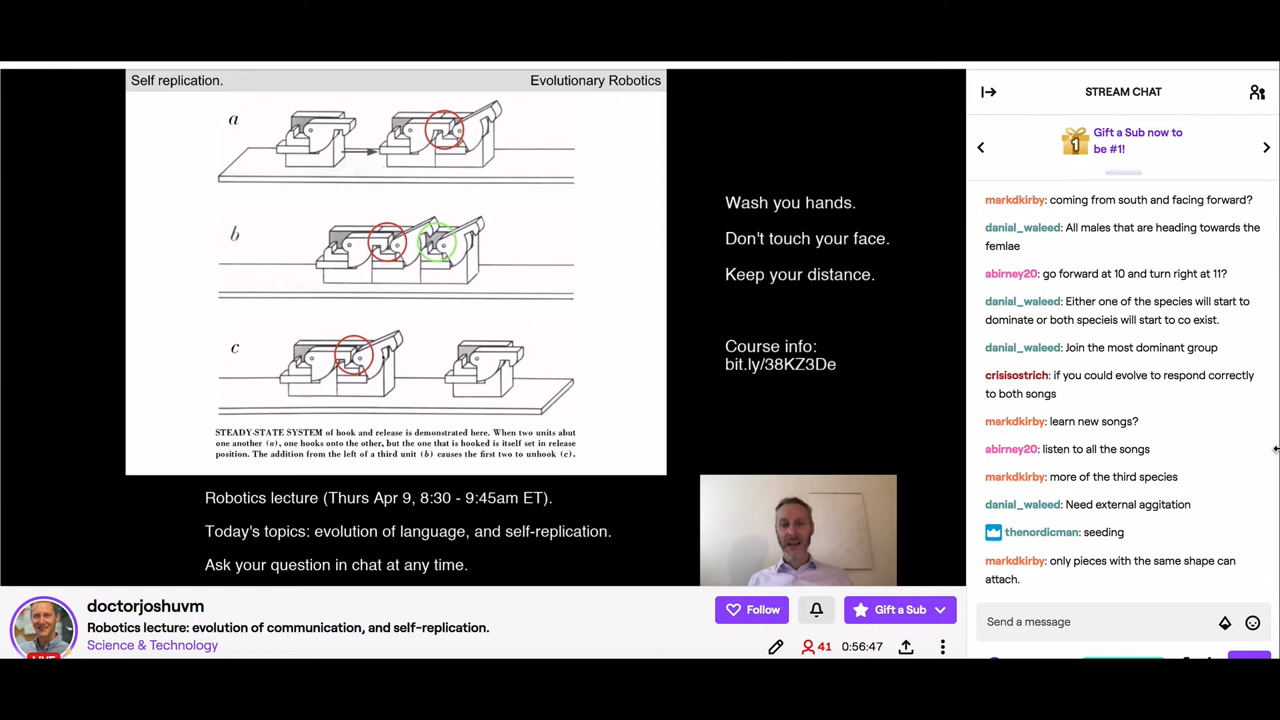 Self replication.
Evolutionary Robotics
a
b
c
STEADY-STATE SYSTEM of hook and release is demonstrated here. When two units abut
one another (a), one hooks onto the other, but the one that is hooked is itself set in release
position. The addition from the left of a third unit (b) causes the first two to unhook (c).
Wash you hands.
Don't touch your face.
Keep your distance.
Course info:
bit.ly/38KZ3De
Robotics lecture (Thurs Apr 9, 8:30 - 9:45am ET).
Today's topics: evolution of language, and self-replication.
Ask your question in chat at any time.
doctorjoshuvm
Robotics lecture: evolution of communication, and self-replication.
Science & Technology
LIVE
Follow
Gift a Sub
41
0:56:47
STREAM CHAT
1
Gift a Sub now to
be #1!
markdkirby: coming from south and facing forward?
danial_waleed: All males that are heading towards the
femlae
abirney20: go forward at 10 and turn right at 11?
danial_waleed: Either one of the species will start to
dominate or both specieis will start to co exist.
danial_waleed: Join the most dominant group
crisisostrich: if you could evolve to respond correctly
to both songs
markdkirby: learn new songs?
abirney20: listen to all the songs
markdkirby: more of the third species
danial_waleed: Need external aggitation
thenordicman: seeding
markdkirby: only pieces with the same shape can
attach.
Send a message